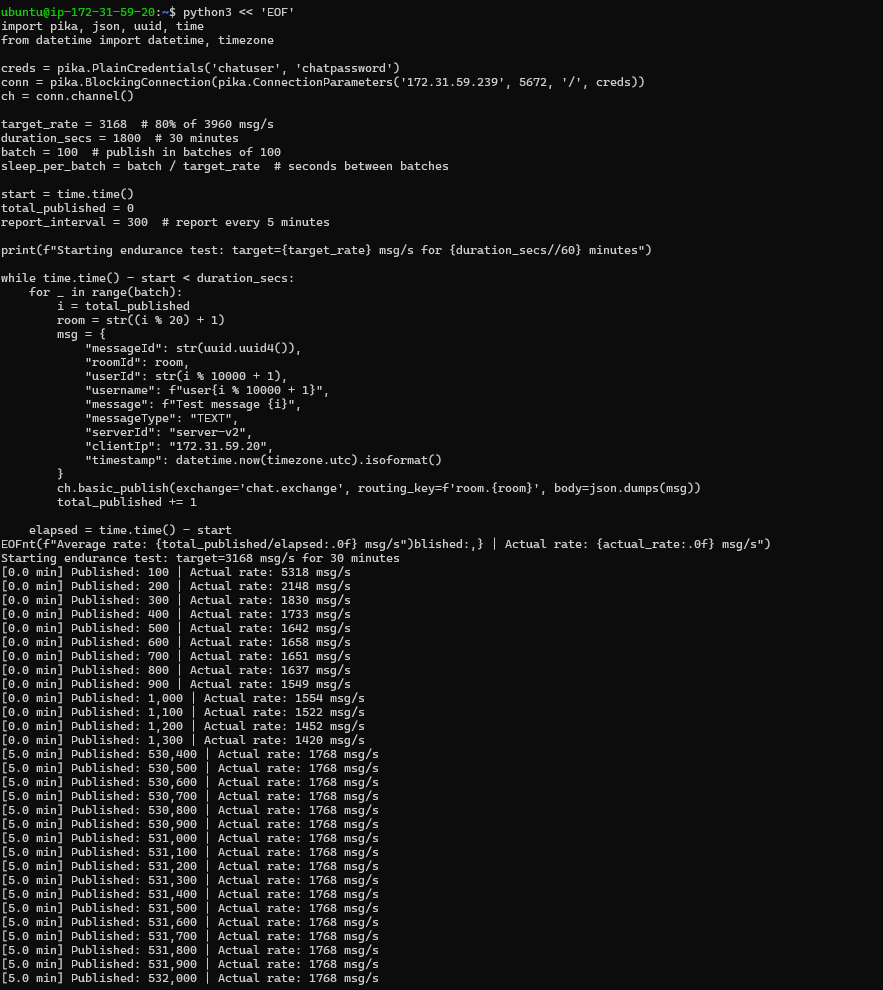 ubuntu@ip-172-31-59-20:~$ python3 << 'EOF'
import pika, json, uuid, time
from datetime import datetime, timezone

creds = pika.PlainCredentials('chatuser', 'chatpassword')
conn = pika.BlockingConnection(pika.ConnectionParameters('172.31.59.239', 5672, '/', creds))
ch = conn.channel()

target_rate = 3168  # 80% of 3960 msg/s
duration_secs = 1800  # 30 minutes
batch = 100  # publish in batches of 100
sleep_per_batch = batch / target_rate  # seconds between batches

start = time.time()
total_published = 0
report_interval = 300  # report every 5 minutes

print(f"Starting endurance test: target={target_rate} msg/s for {duration_secs//60} minutes")

while time.time() - start < duration_secs:
    for _ in range(batch):
        i = total_published
        room = str((i % 20) + 1)
        msg = {
            "messageId": str(uuid.uuid4()),
            "roomId": room,
            "userId": str(i % 10000 + 1),
            "username": f"user{i % 10000 + 1}",
            "message": f"Test message {i}",
            "messageType": "TEXT",
            "serverId": "server-v2",
            "clientIp": "172.31.59.20",
            "timestamp": datetime.now(timezone.utc).isoformat()
        }
        ch.basic_publish(exchange='chat.exchange', routing_key=f'room.{room}', body=json.dumps(msg))
        total_published += 1

    elapsed = time.time() - start
EOFnt(f"Average rate: {total_published/elapsed:.0f} msg/s")blished:,} | Actual rate: {actual_rate:.0f} msg/s")
Starting endurance test: target=3168 msg/s for 30 minutes
[0.0 min] Published: 100 | Actual rate: 5318 msg/s
[0.0 min] Published: 200 | Actual rate: 2148 msg/s
[0.0 min] Published: 300 | Actual rate: 1830 msg/s
[0.0 min] Published: 400 | Actual rate: 1733 msg/s
[0.0 min] Published: 500 | Actual rate: 1642 msg/s
[0.0 min] Published: 600 | Actual rate: 1658 msg/s
[0.0 min] Published: 700 | Actual rate: 1651 msg/s
[0.0 min] Published: 800 | Actual rate: 1637 msg/s
[0.0 min] Published: 900 | Actual rate: 1549 msg/s
[0.0 min] Published: 1,000 | Actual rate: 1554 msg/s
[0.0 min] Published: 1,100 | Actual rate: 1522 msg/s
[0.0 min] Published: 1,200 | Actual rate: 1452 msg/s
[0.0 min] Published: 1,300 | Actual rate: 1420 msg/s
[5.0 min] Published: 530,400 | Actual rate: 1768 msg/s
[5.0 min] Published: 530,500 | Actual rate: 1768 msg/s
[5.0 min] Published: 530,600 | Actual rate: 1768 msg/s
[5.0 min] Published: 530,700 | Actual rate: 1768 msg/s
[5.0 min] Published: 530,800 | Actual rate: 1768 msg/s
[5.0 min] Published: 530,900 | Actual rate: 1768 msg/s
[5.0 min] Published: 531,000 | Actual rate: 1768 msg/s
[5.0 min] Published: 531,100 | Actual rate: 1768 msg/s
[5.0 min] Published: 531,200 | Actual rate: 1768 msg/s
[5.0 min] Published: 531,300 | Actual rate: 1768 msg/s
[5.0 min] Published: 531,400 | Actual rate: 1768 msg/s
[5.0 min] Published: 531,500 | Actual rate: 1768 msg/s
[5.0 min] Published: 531,600 | Actual rate: 1768 msg/s
[5.0 min] Published: 531,700 | Actual rate: 1768 msg/s
[5.0 min] Published: 531,800 | Actual rate: 1768 msg/s
[5.0 min] Published: 531,900 | Actual rate: 1768 msg/s
[5.0 min] Published: 532,000 | Actual rate: 1768 msg/s